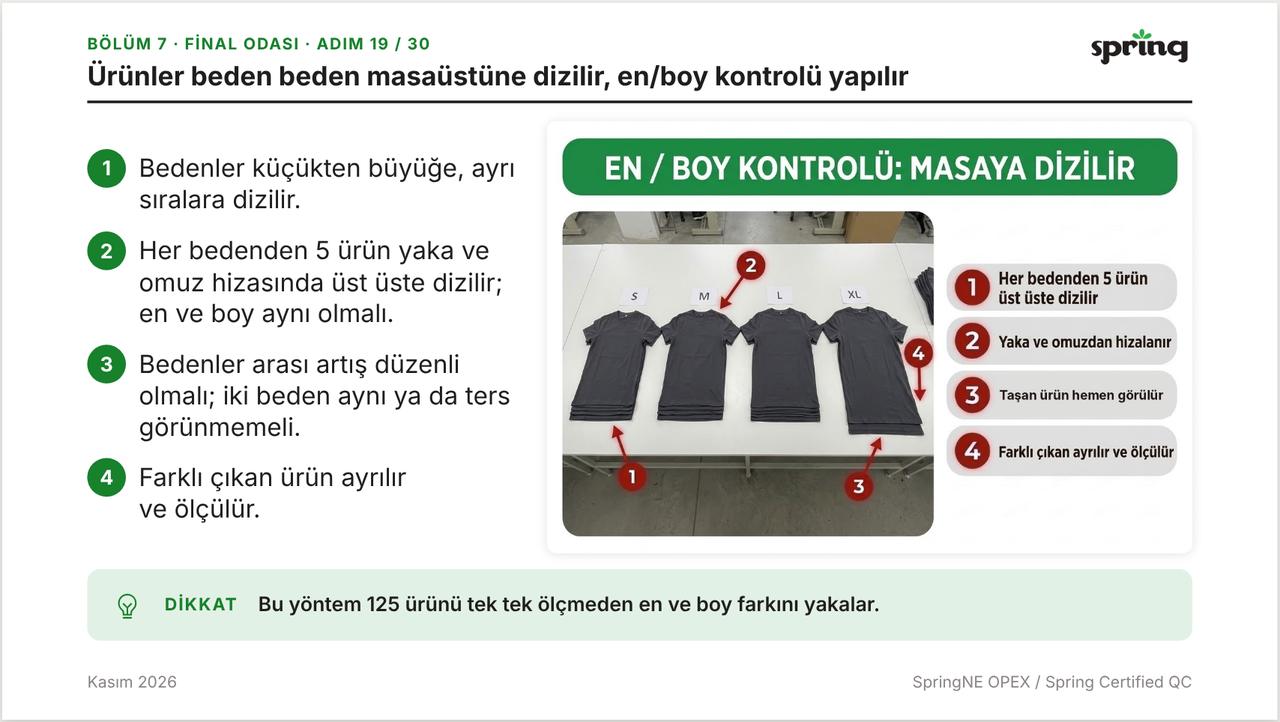 BÖLÜM 7 · FİNAL ODASI · ADIM 19 / 30
spring
Ürünler beden beden masaüstüne dizilir, en/boy kontrolü yapılır
1 Bedenler küçükten büyüğe, ayrı
sıralara dizilir.
2 Her bedenden 5 ürün yaka ve
omuz hizasında üst üste dizilir;
en ve boy aynı olmalı.
3 Bedenler arası artış düzenli
olmalı; iki beden aynı ya da ters
görünmemeli.
4 Farklı çıkan ürün ayrılır
ve ölçülür.
EN / BOY KONTROLÜ: MASAYA DİZİLİR
2
S M L XL
4
1
3
1 Her bedenden 5 ürün
üst üste dizilir
2 Yaka ve omuzdan hizalanır
3 Taşan ürün hemen görülür
4 Farklı çıkan ayrılır ve ölçülür
DİKKAT Bu yöntem 125 ürünü tek tek ölçmeden en ve boy farkını yakalar.
Kasım 2026
SpringNE OPEX / Spring Certified QC